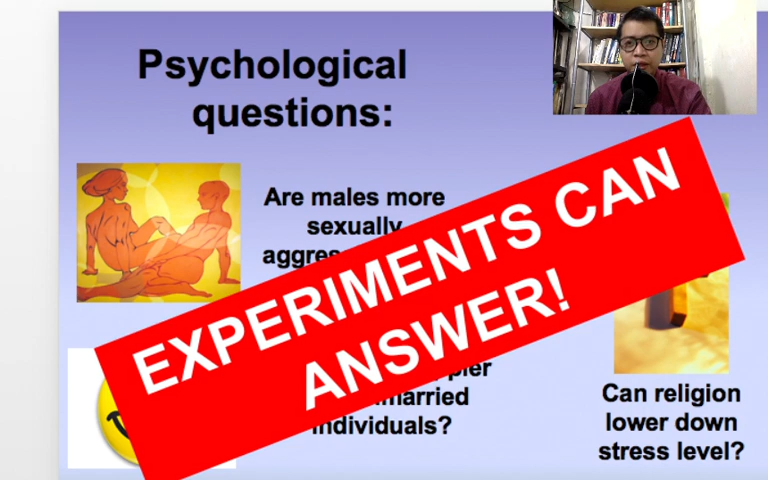 Psychological
questions:
Are males more
sexually
EXPERIMENTS CAN
ANSWER!
individuals?
Can religion
lower down
stress level?